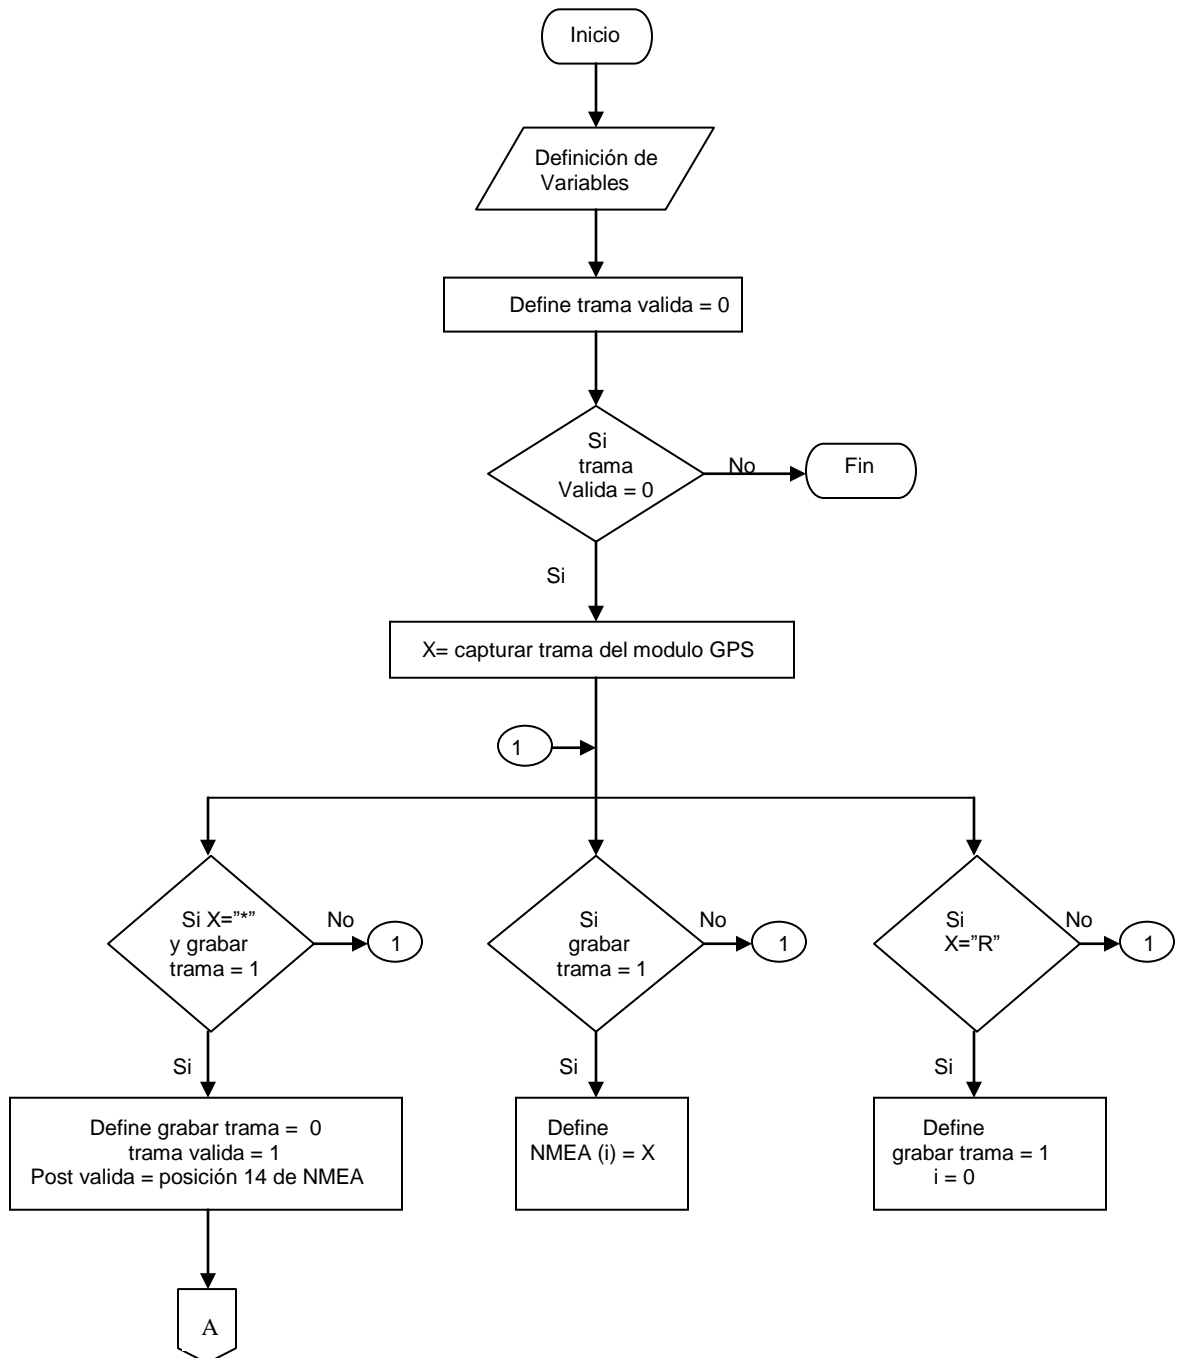 Inicio
Definición de
Variables
Define trama valida = 0
Si
trama
Valida = 0
No
Fin
Si
X= capturar trama del modulo GPS
1
Si X=”*”
y grabar
trama = 1
No
1
Si
grabar
trama = 1
No
1
Si
X=”R”
No
1
Si
Si
Si
Define grabar trama = 0
trama valida = 1
Post valida = posición 14 de NMEA
Define
NMEA (i) = X
Define
grabar trama = 1
i = 0
A